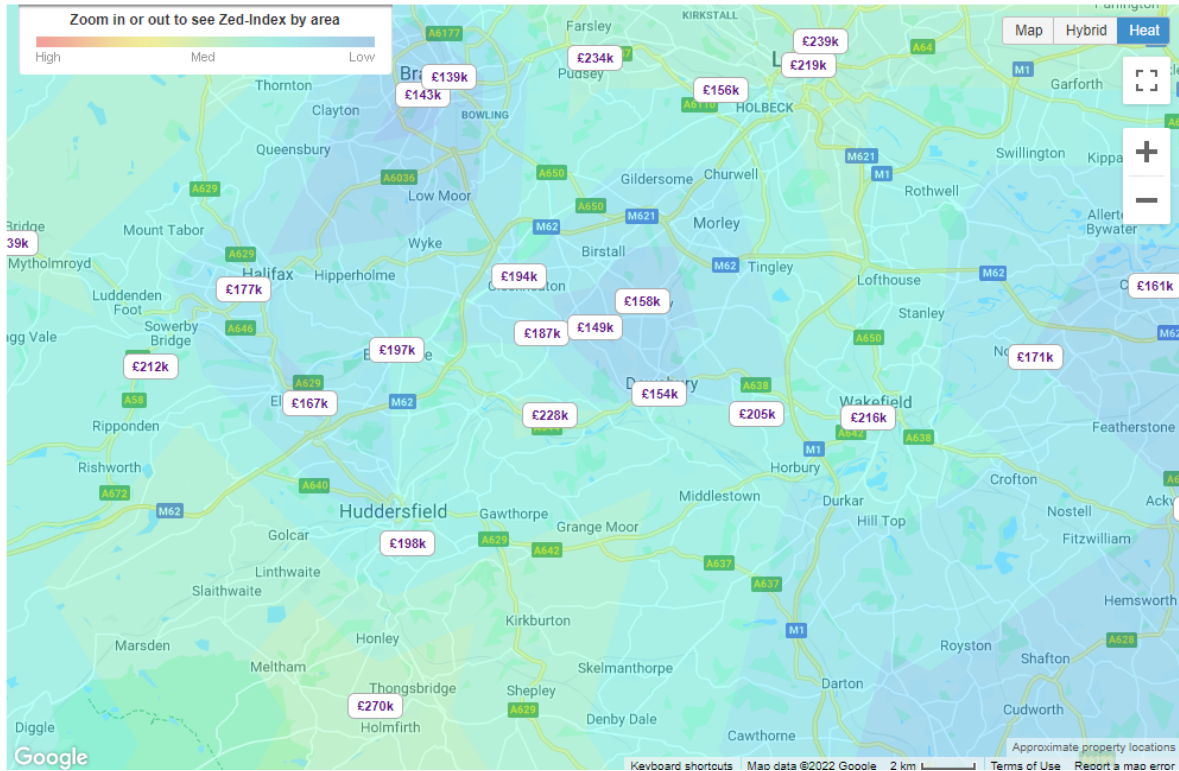 Zoom in or out to see Zed-Index by area
High Med Low
Map Hybrid Heat
KIRKSTALL
Farsley
A6177
£239k
£234k
Pudsey
A64
£219k
M1
£139k
£143k
Thornton
Garforth
£156k
A6110
HOLBECK
Clayton
BOWLING
Queensbury
M621
Swillington
A6036
A650
M1
A629
Gildersome
Churwell
Low Moor
Rothwell
A650
M621
Mount Tabor
M62
Morley
Allerton
Bywater
39k
Wyke
Birstall
A629
Mytholmroyd
M62
Tingley
Halifax
Hipperholme
£194k
M62
Lofthouse
£177k
£161k
Luddenden
Foot
£158k
Stanley
Sowerby
Bridge
A646
£187k
£149k
A650
M62
£197k
£171k
£212k
A629
A638
£154k
A58
£167k
M62
£228k
£205k
Wakefield
£216k
Ripponden
A642
A638
Featherstone
M1
Rishworth
Horbury
A640
Crofton
A672
Middlestown
Durkar
M62
Huddersfield
Gawthorpe
Nostell
Hill Top
Golcar
Grange Moor
£198k
A629
A642
Fitzwilliam
A637
Linthwaite
A637
Slaithwaite
Hemsworth
Kirkburton
M1
Honley
A628
Marsden
Royston
Meltham
Skelmanthorpe
Shafton
Thongsbridge
Shepley
Darton
£270k
A629
Cudworth
Holmfirth
Denby Dale
Diggle
Cawthorne
Approximate property locations
Google
Keyboard shortcuts Map data ©2022 Google 2 km Terms of Use Report a map error